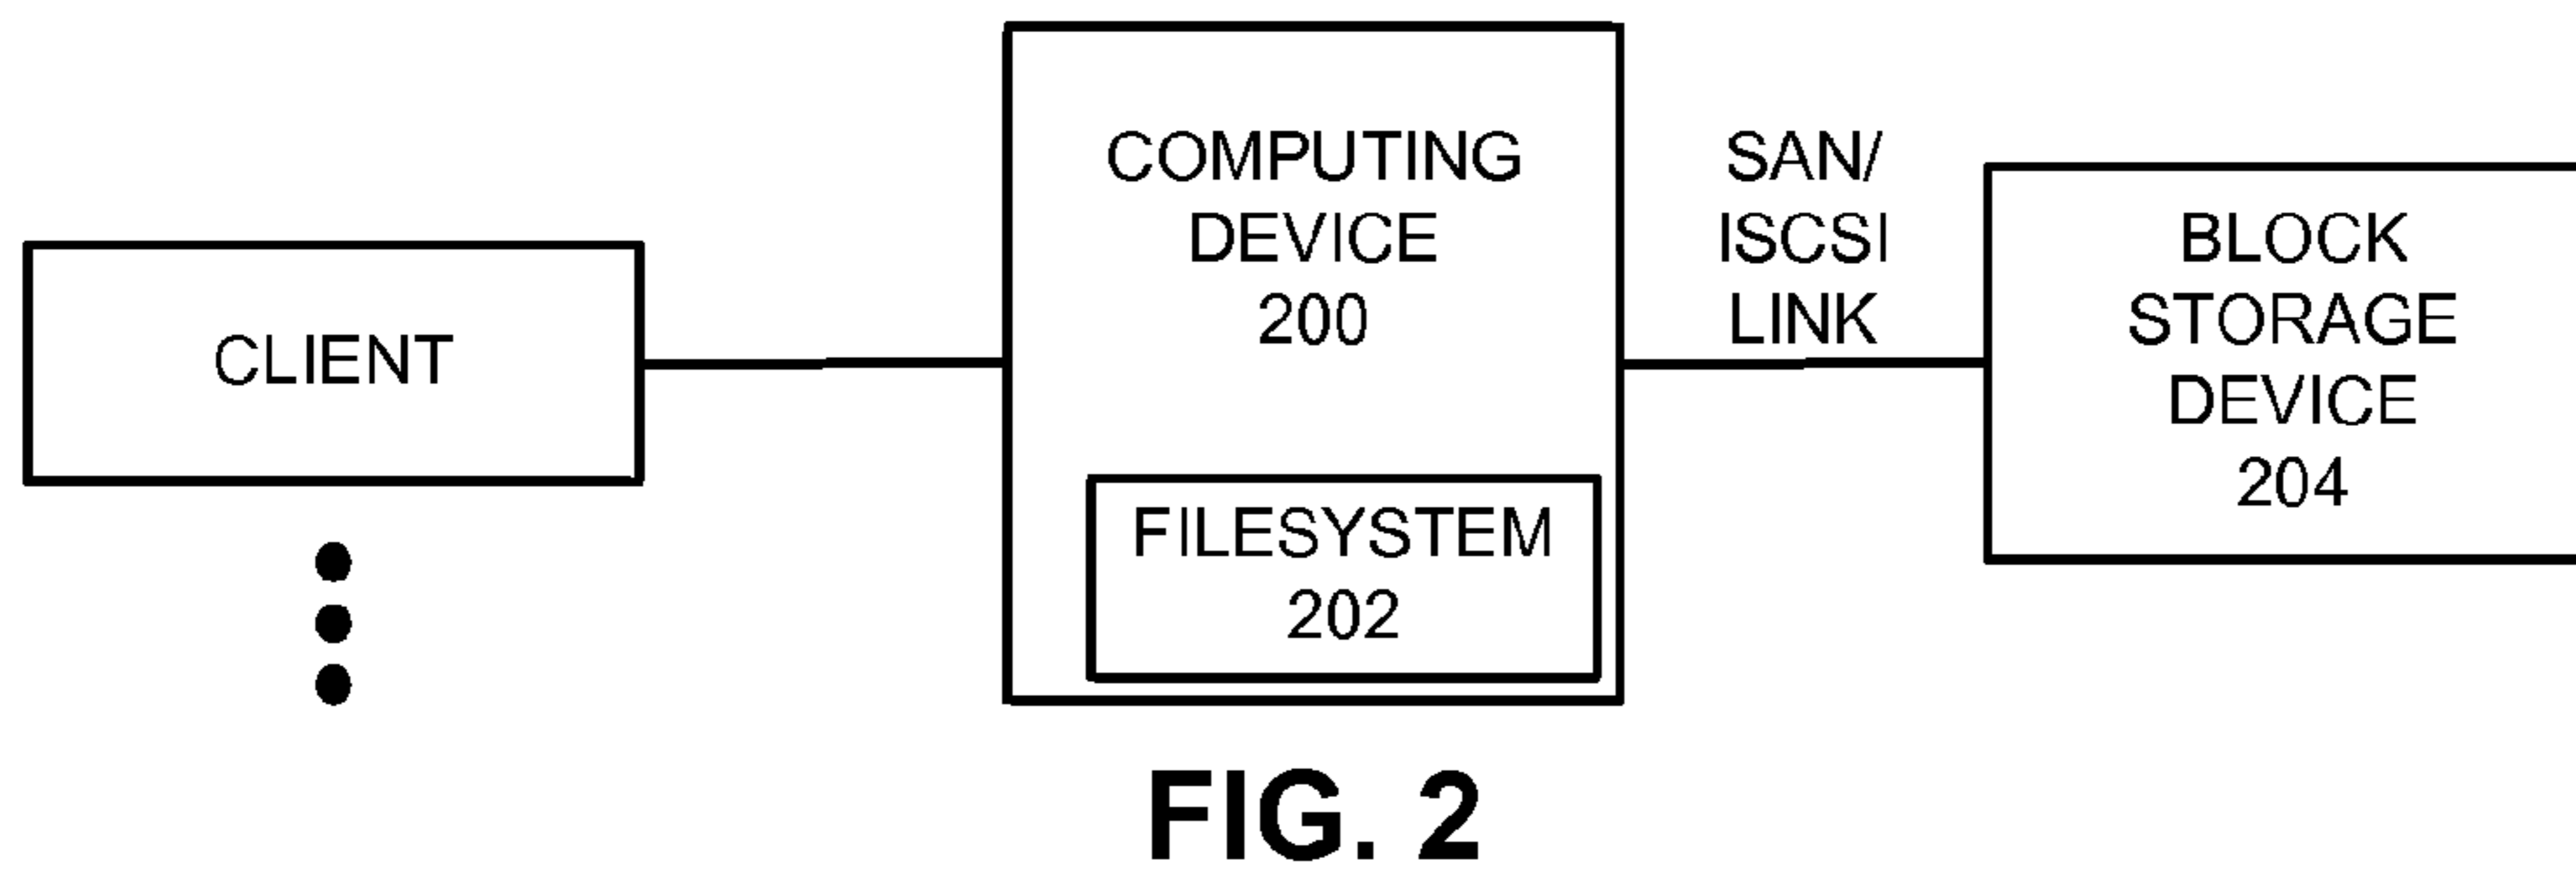 CLIENT
COMPUTING
DEVICE
200
FILESYSTEM
202
SAN/
ISCSI
LINK
BLOCK
STORAGE
DEVICE
204
FIG. 2